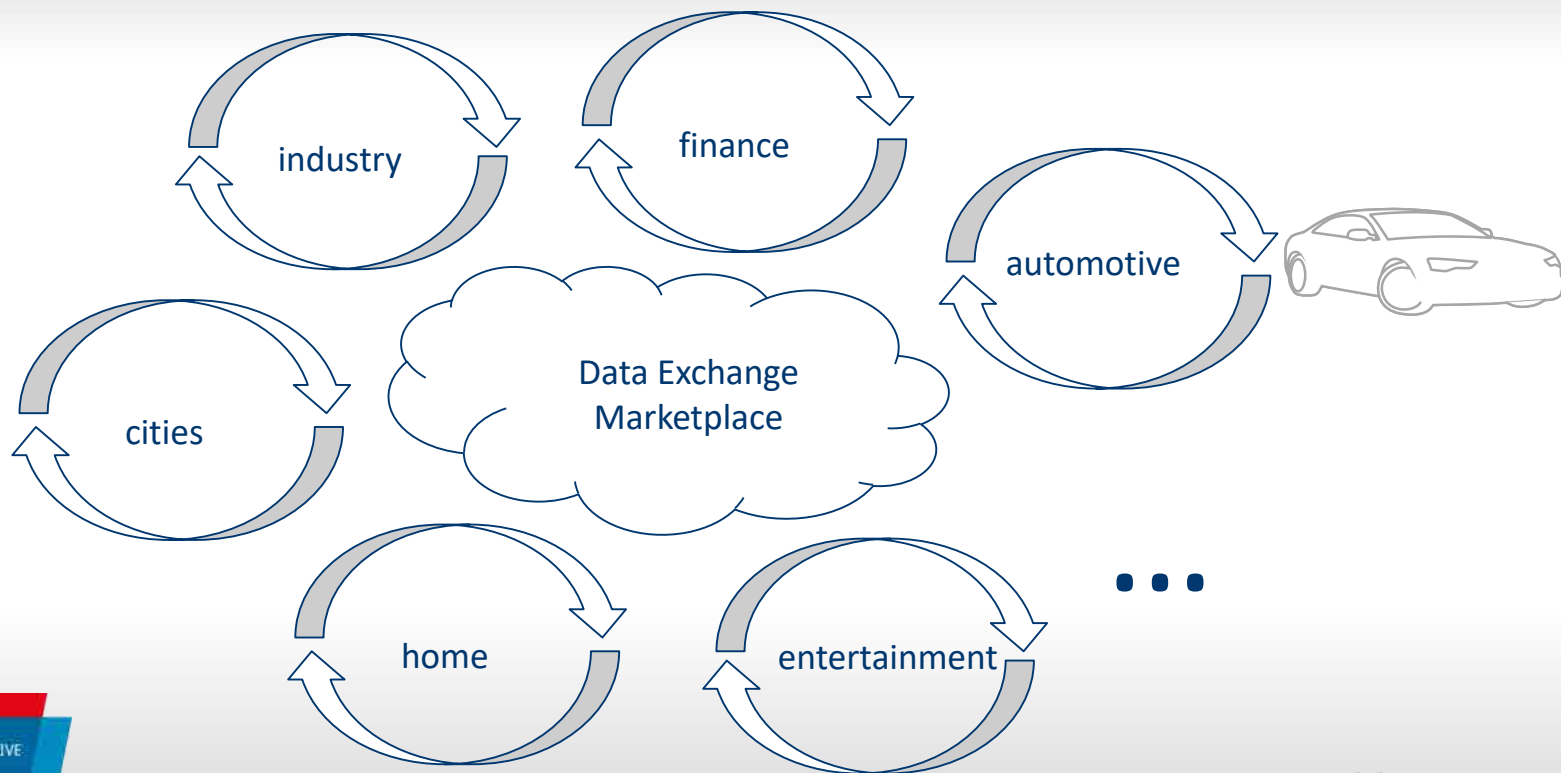 industry
finance
automotive
Data Exchange
Marketplace
cities
home
entertainment
...
IVE